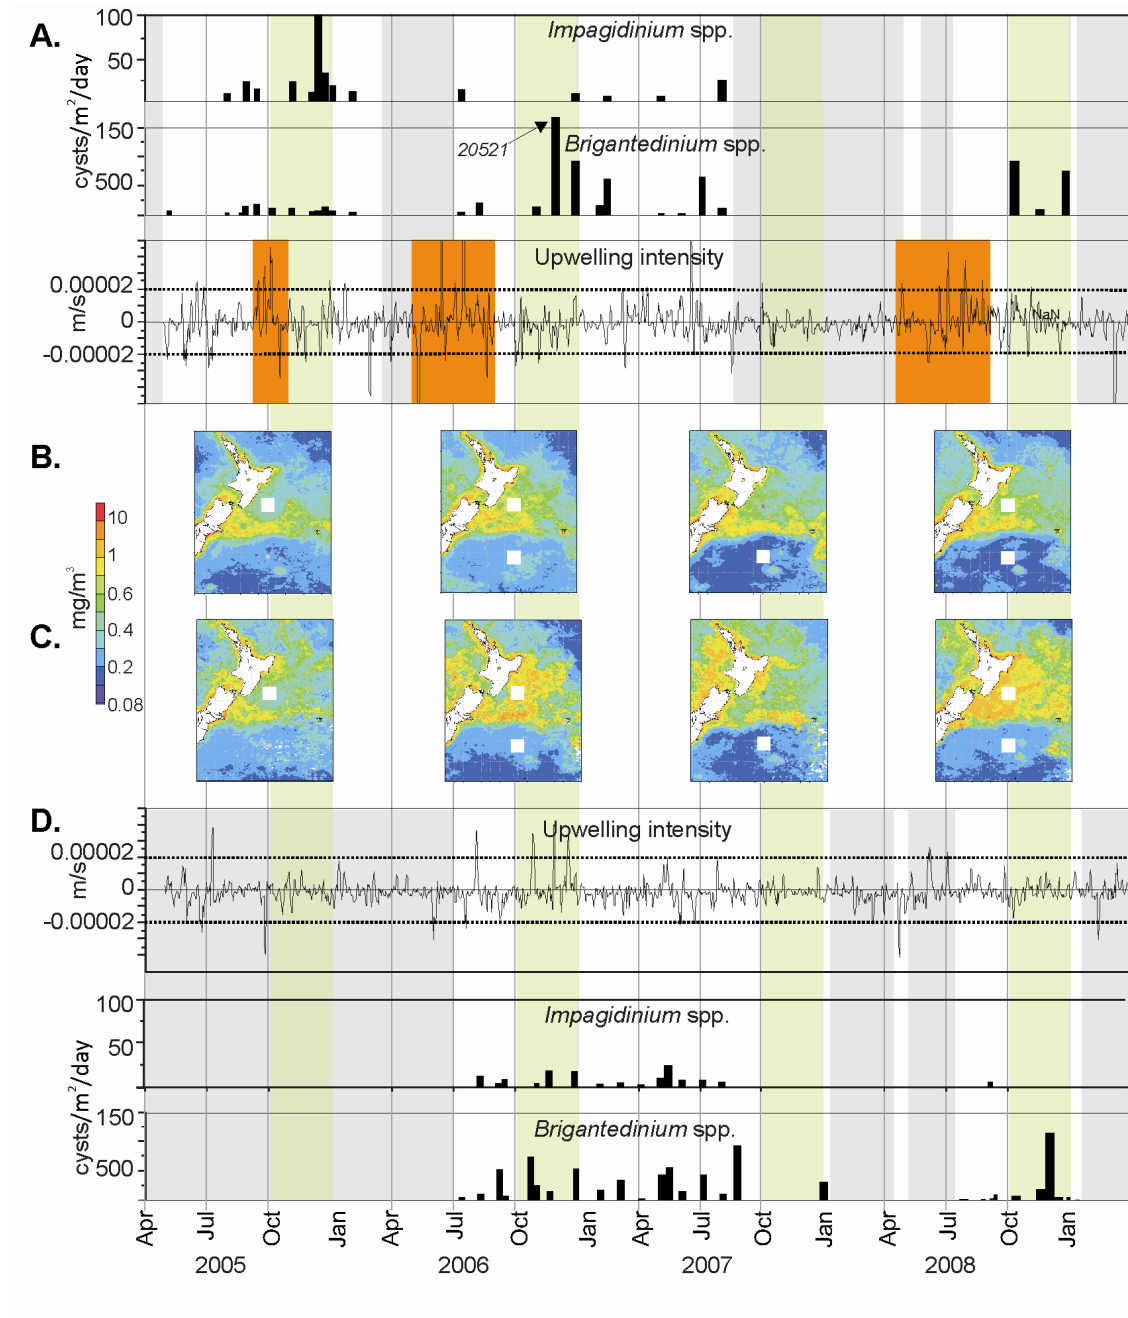 A.
100
50
Impagidinium spp.
cysts/m²/day
150
500
20521
Brigantedinium spp.
Upwelling intensity
m/s
0.00002
0
-0.00002
NaN
B.
mg/m³
10
1
0.6
0.4
0.2
0.08
C.
D.
Upwelling intensity
m/s
0.00002
0
-0.00002
100
50
Impagidinium spp.
cysts/m²/day
150
500
Brigantedinium spp.
Apr Jul Oct Jan Apr Jul Oct Jan Apr Jul Oct Jan Apr Jul Oct Jan
2005 2006 2007 2008